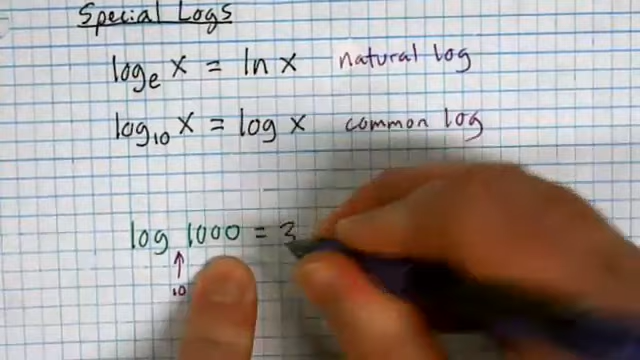 Special Logs
logₑ x = ln x natural log
log₁₀ x = log x common log
log 1000 = 3
10